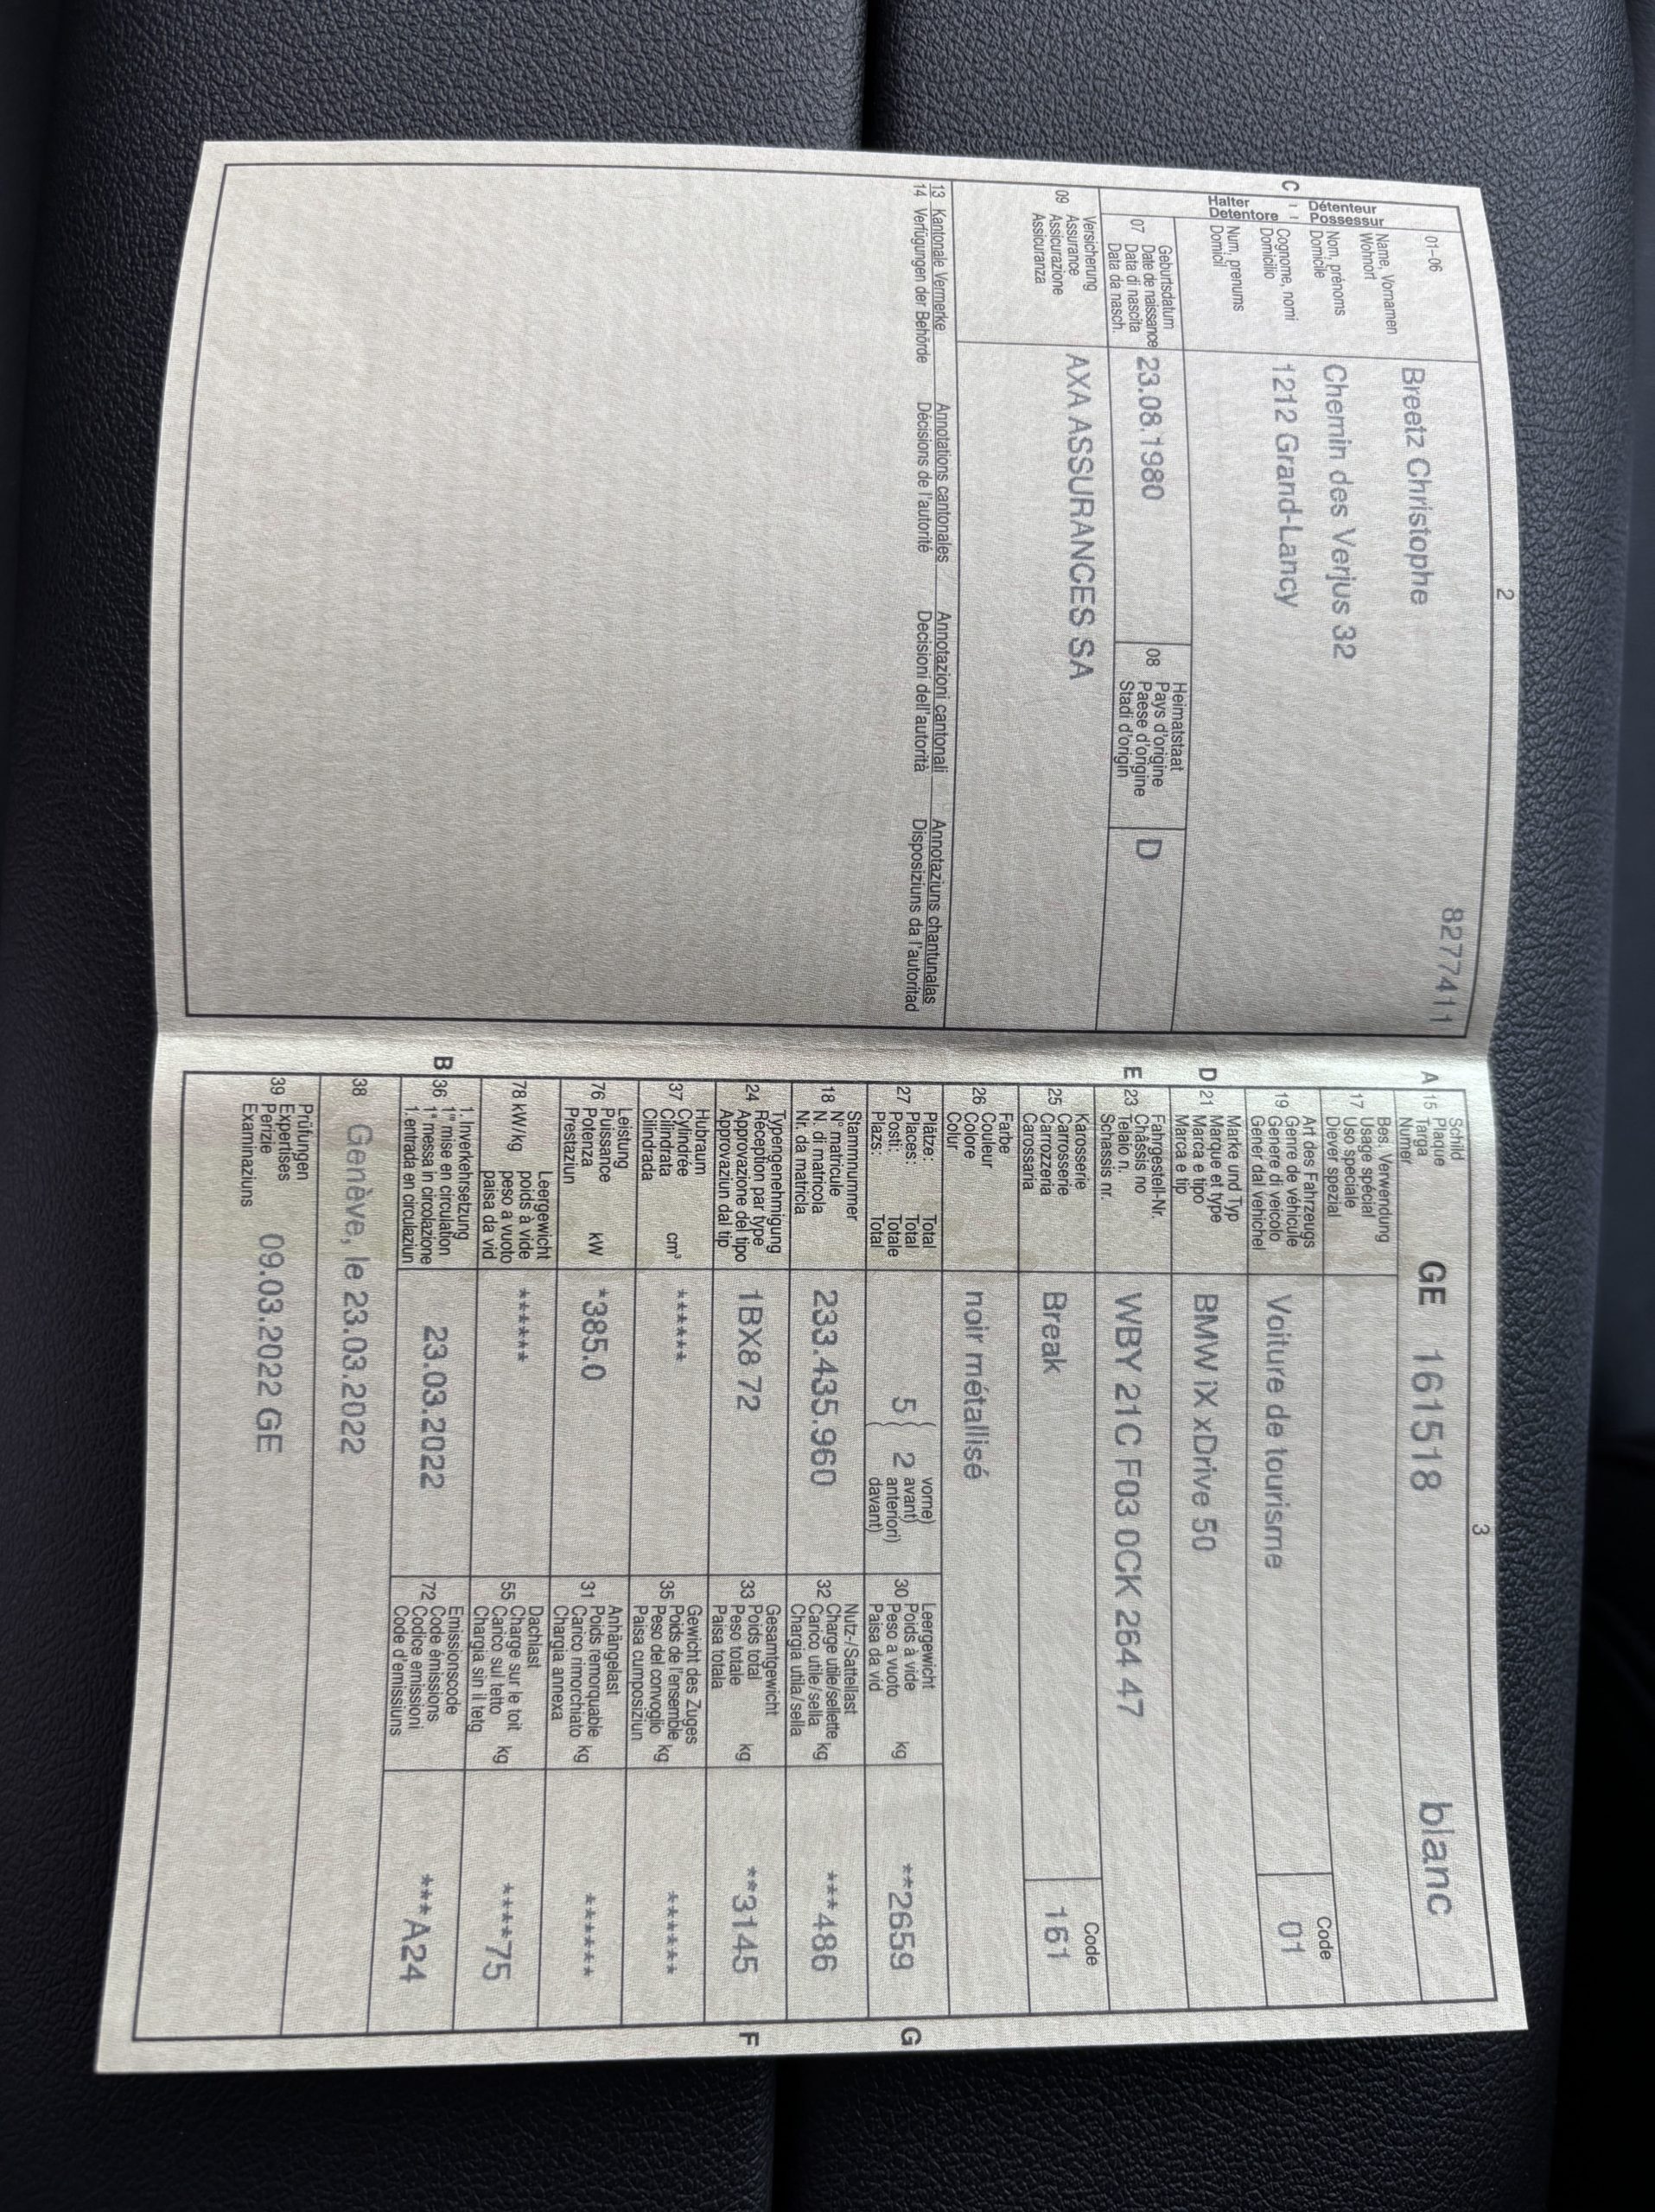 2
8277411
01-06
C
Détenteur
Possessur
Halter
Detentore
Name, Vornamen
Wohnort
Nom, prénoms
Domicile
Cognome, nomi
Domicilio
Num, prenums
Domicil
Breetz Christophe
Chemin des Verjus 32
1212 Grand-Lancy
07
Geburtsdatum
Date de naissance
Data di nascita
Data da nasch.
23.08.1980
08
Heimatstaat
Pays d'origine
Paese d'origine
Stadi d'origin
D
09
Versicherung
Assurance
Assicurazione
Assicuranza
AXA ASSURANCES SA
13 Kantonale Vermerke Annotations cantonales Annotazioni cantonali Annotaziuns chantunalas
14 Verfügungen der Behörde Décisions de l'autorité Decisioni dell'autorità Disposiziuns da l'autoritad
3
A 15
Schild
Plaque
Targa
Numer
GE 161518 blanc
17
Bes. Verwendung
Usage spécial
Uso speciale
Diever spezial
19
Art des Fahrzeugs
Genre de véhicule
Genere di veicolo
Gener dal vehichel
Voiture de tourisme
Code
01
D 21
Marke und Typ
Marque et type
Marca e tipo
Marca e tip
BMW iX xDrive 50
E 23
Fahrgestell-Nr.
Châssis no
Telaio n.
Schassis nr.
WBY 21C F03 0CK 264 47
25
Karosserie
Carrosserie
Carrozzeria
Carossaria
Break
Code
161
26
Farbe
Couleur
Colore
Colur
noir métallisé
27
Plätze: Total
Places: Total
Posti: Totale
Plazs: Total
5 ( 2
vorne)
avant)
anteriori)
davant)
30
Leergewicht
Poids à vide
Peso a vuoto
Paisa da vid
kg
**2659
G
18
Stammnummer
N° matricule
N. di matricola
Nr. da matricla
233.435.960
32
Nutz-/Sattellast
Charge utile/sellette
Carico utile/sella
Chargia utila/sella
kg
***486
24
Typengenehmigung
Réception par type
Approvazione del tipo
Approvaziun dal tip
1BX8 72
33
Gesamtgewicht
Poids total
Peso totale
Paisa totala
kg
**3145
F
37
Hubraum
Cylindrée
Cilindrata
Cilindrada
cm³
******
35
Gewicht des Zuges
Poids de l'ensemble
Peso del convoglio
Paisa cumposiziun
kg
******
76
Leistung
Puissance
Potenza
Prestaziun
kW
*385.0
31
Anhängelast
Poids remorquable
Carico rimorchiato
Chargia annexa
kg
******
78 kW/kg
Leergewicht
poids à vide
peso a vuoto
paisa da vid
******
55
Dachlast
Charge sur le toit
Carico sul tetto
Chargia sin il tetg
kg
****75
B 36
1. Inverkehrsetzung
1re mise en circulation
1a messa in circolazione
1. entrada en circulaziun
23.03.2022
72
Emissionscode
Code émissions
Codice emissioni
Code d'emissiuns
***A24
38 Genève, le 23.03.2022
39
Prüfungen
Expertises
Perizie
Examinaziuns
09.03.2022 GE